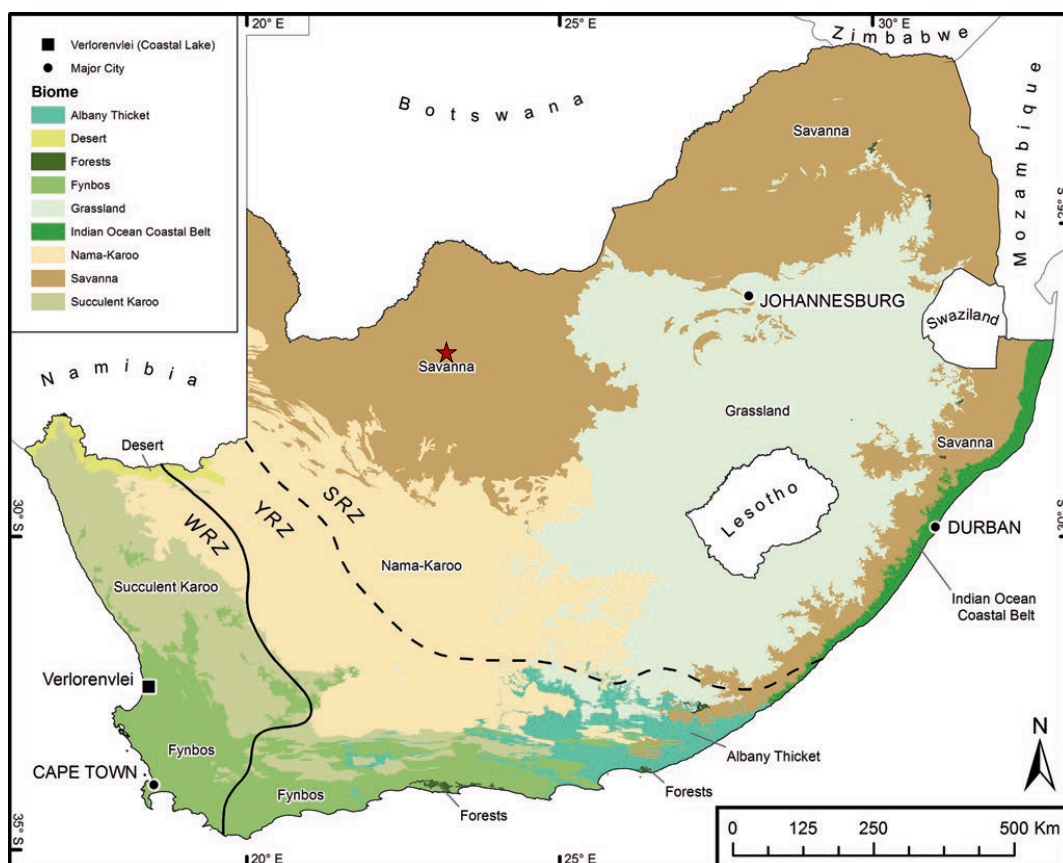 20° E
25° E
30° E
Verlorenvlei (Coastal Lake)
Major City
Biome
Albany Thicket
Desert
Forests
Fynbos
Grassland
Indian Ocean Coastal Belt
Nama-Karoo
Savanna
Succulent Karoo
Zimbabwe
Botswana
Mozambique
Savanna
25° S
JOHANNESBURG
Swaziland
Namibia
Savanna
Grassland
Savanna
Desert
SRZ
YRZ
WRZ
Lesotho
30° S
30° S
DURBAN
Nama-Karoo
Succulent Karoo
Indian Ocean
Coastal Belt
Verlorenvlei
Albany Thicket
Fynbos
CAPE TOWN
Fynbos
Forests
Forests
N
35° S
0
125
250
500 Km
20° E
25° E